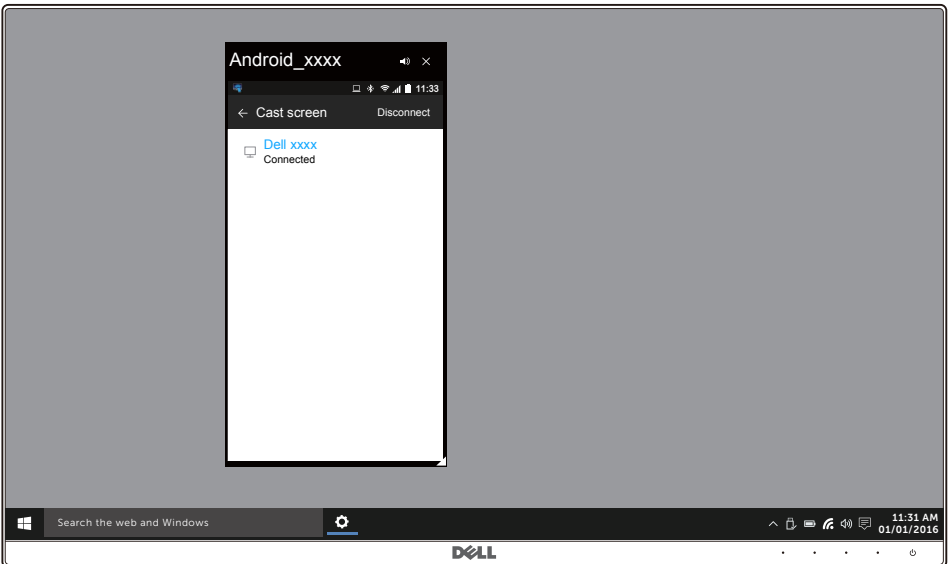 Android_xxxx
11:33
Cast screen Disconnect
Dell xxxx
Connected
Search the web and Windows
11:31 AM
01/01/2016
DELL